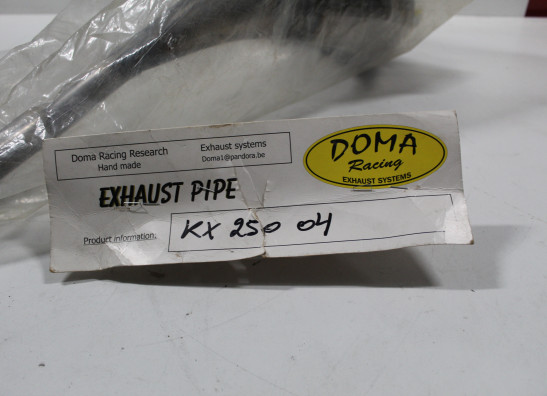 Doma Racing Research
Hand made
Exhaust systems
Doma1@pandora.be
DOMA
Racing
EXHAUST SYSTEMS
EXHAUST PIPE
Product information:
KX 250 04